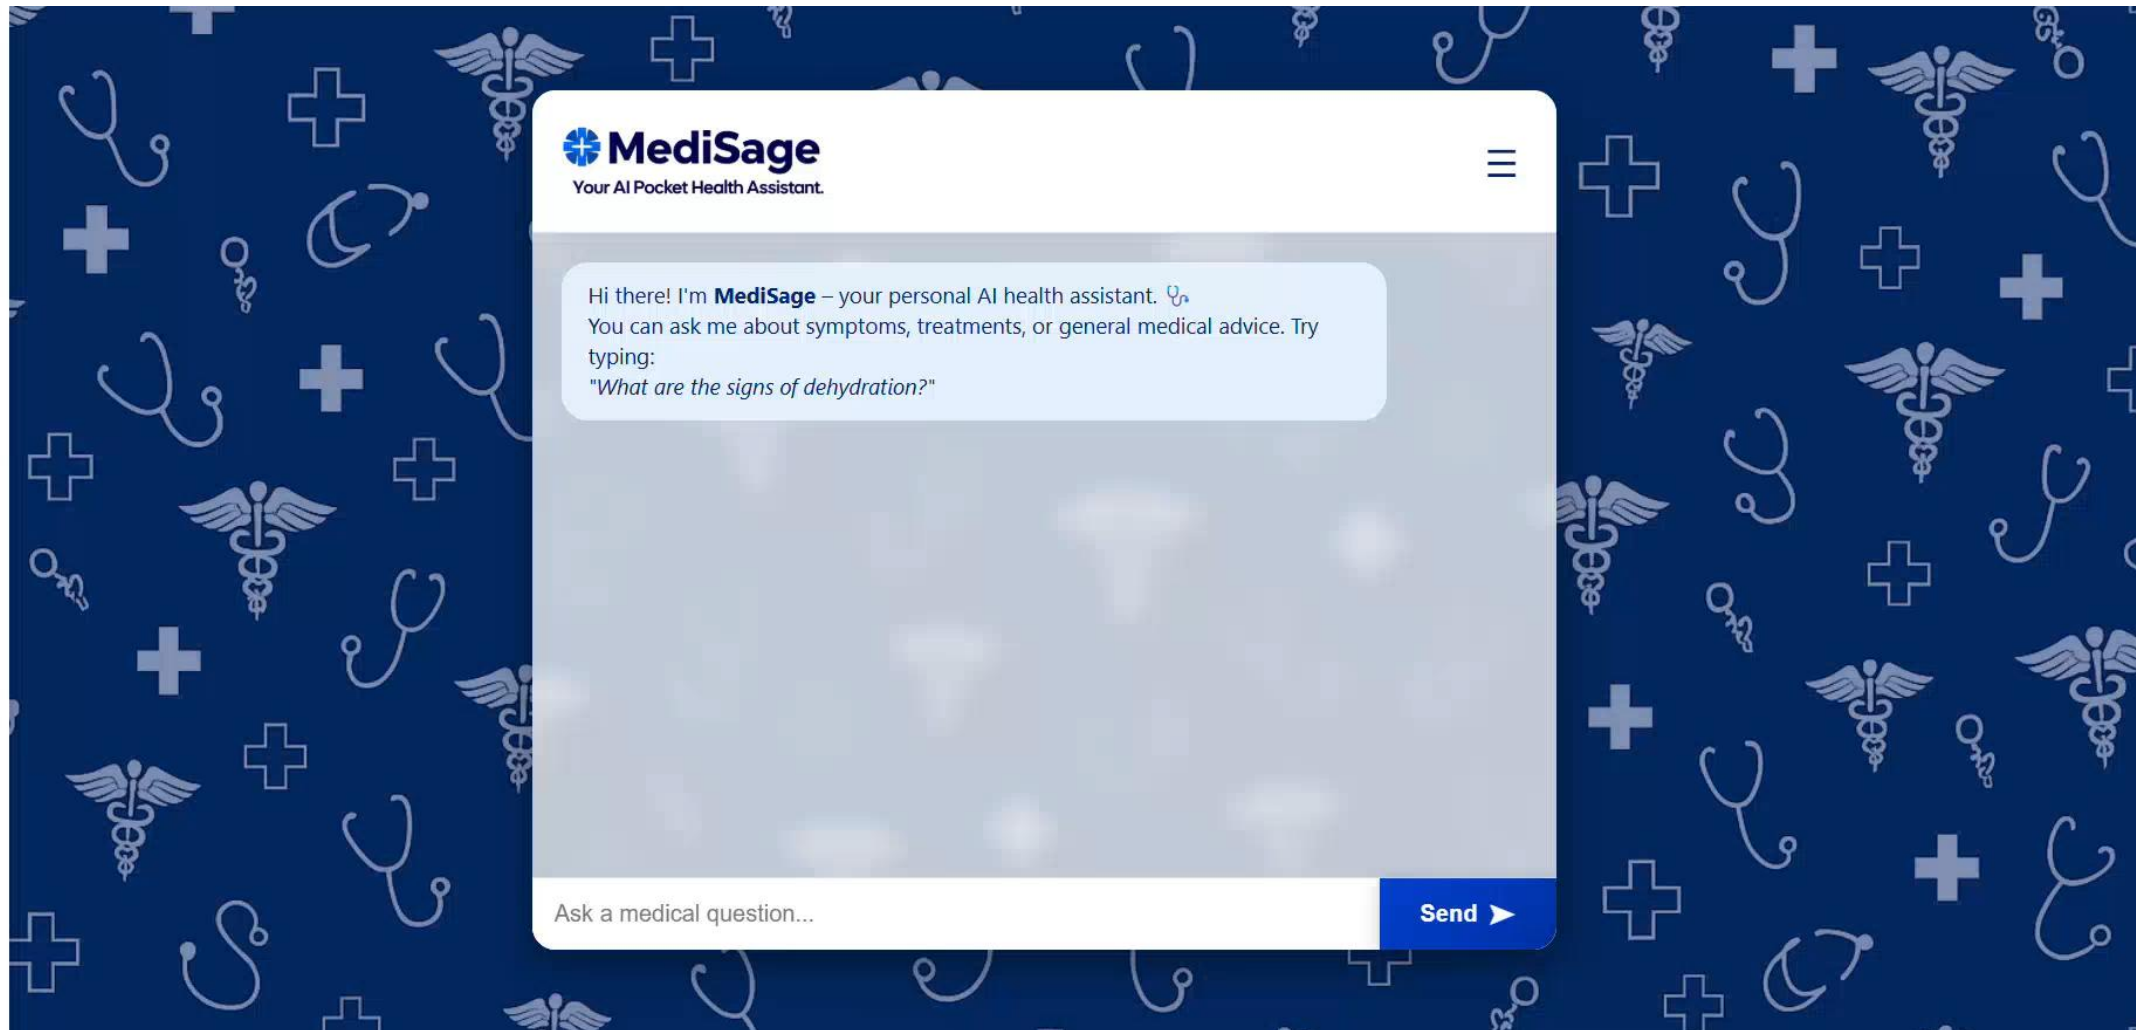 MediSage
Your AI Pocket Health Assistant.
Hi there! I'm MediSage – your personal AI health assistant. 🩺
You can ask me about symptoms, treatments, or general medical advice. Try
typing:
"What are the signs of dehydration?"
Ask a medical question...
Send ➤